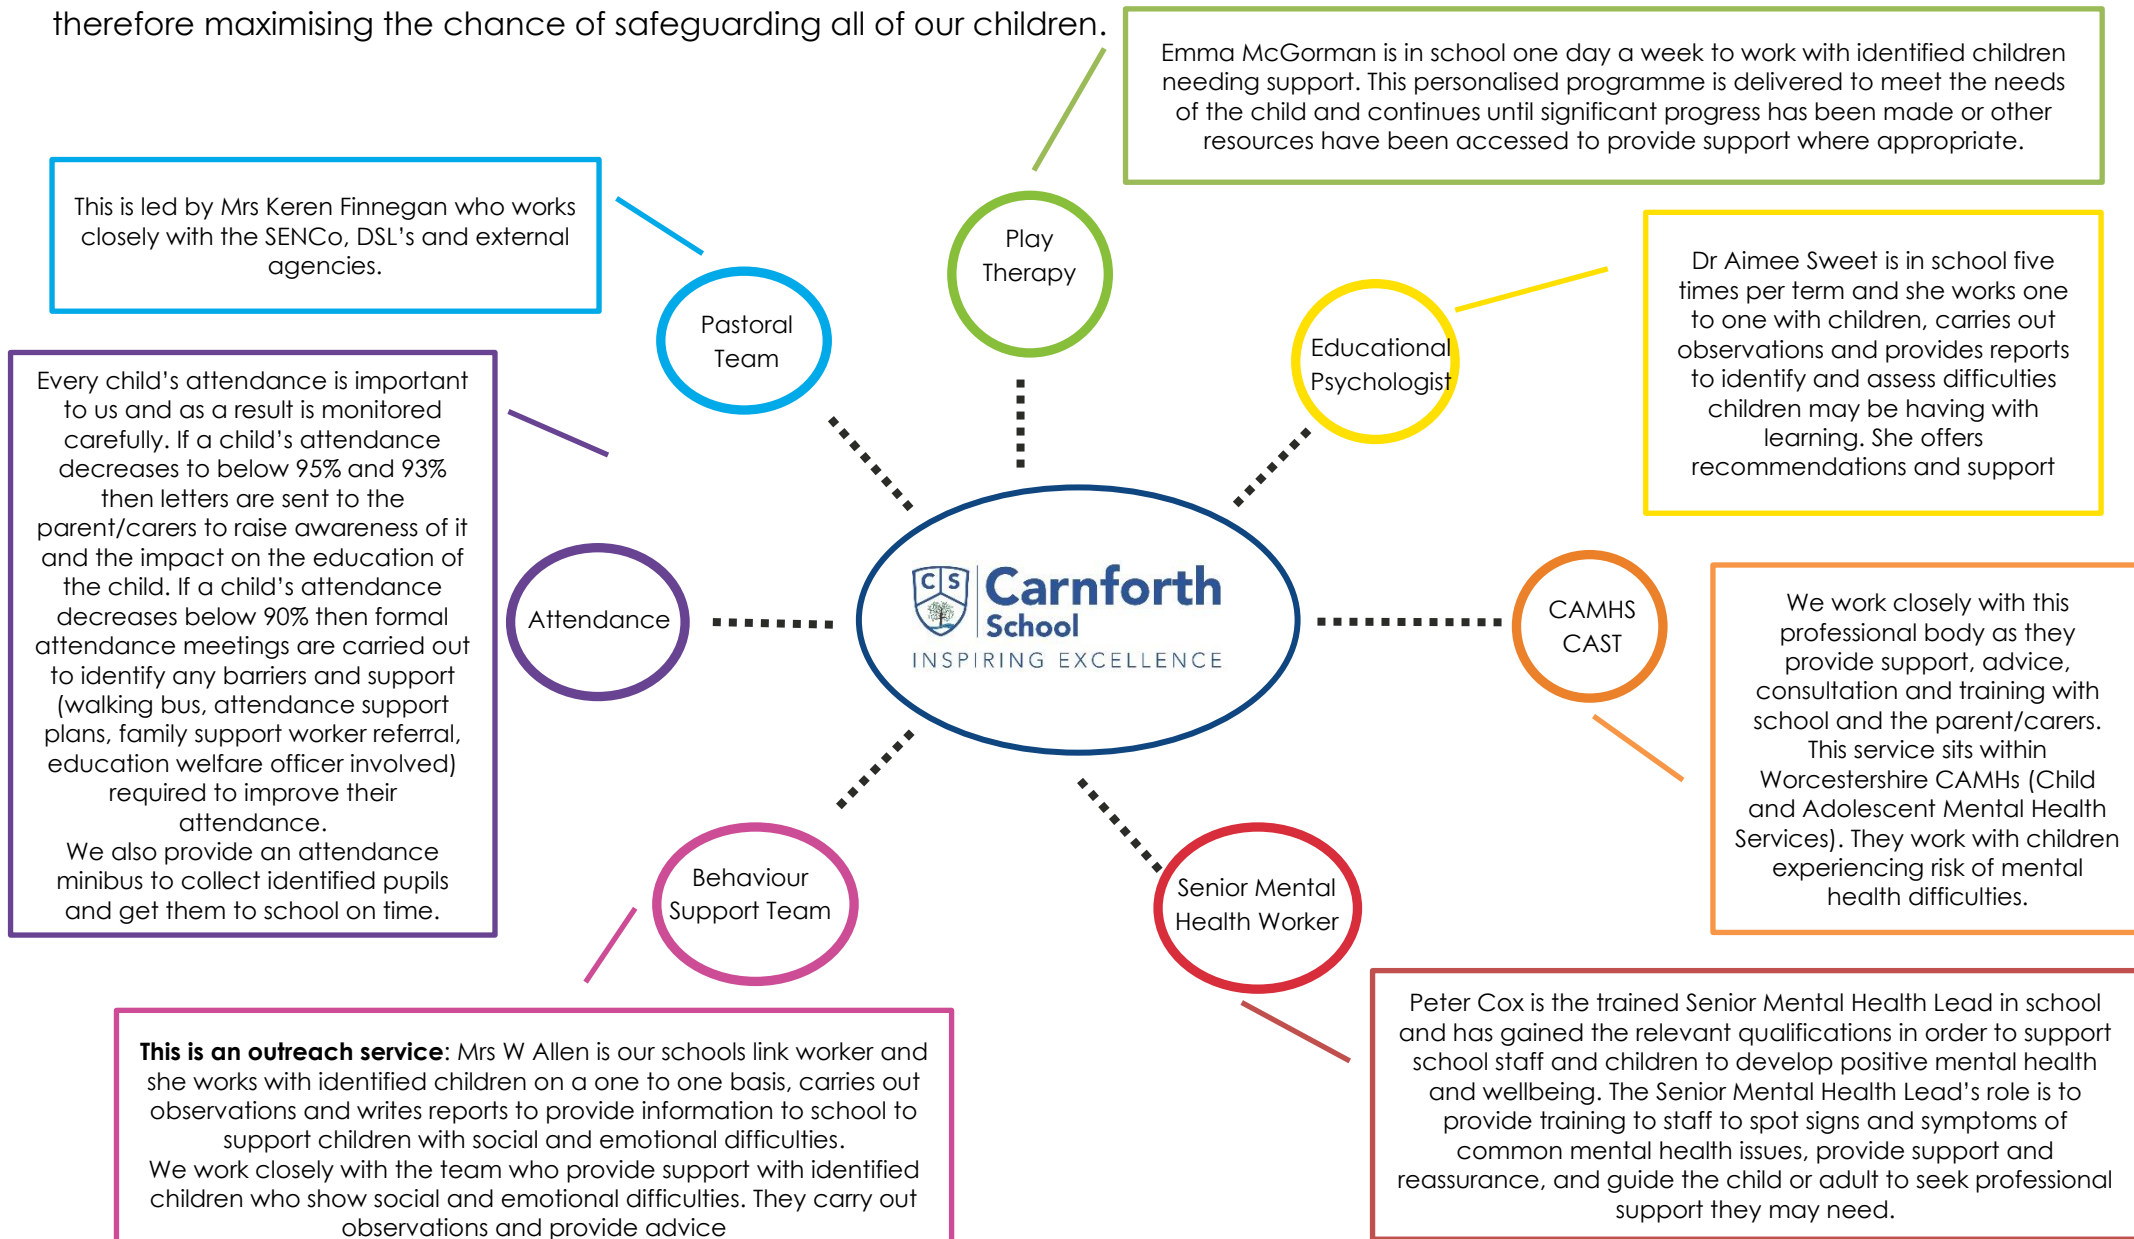 therefore maximising the chance of safeguarding all of our children.
Emma McGorman is in school one day a week to work with identified children
needing support. This personalised programme is delivered to meet the needs
of the child and continues until significant progress has been made or other
resources have been accessed to provide support where appropriate.
This is led by Mrs Keren Finnegan who works
closely with the SENCo, DSL's and external
agencies.
Play
Therapy
Pastoral
Team
Educational
Psychologist
Dr Aimee Sweet is in school five
times per term and she works one
to one with children, carries out
observations and provides reports
to identify and assess difficulties
children may be having with
learning. She offers
recommendations and support
Every child's attendance is important
to us and as a result is monitored
carefully. If a child's attendance
decreases to below 95% and 93%
then letters are sent to the
parent/carers to raise awareness of it
and the impact on the education of
the child. If a child's attendance
decreases below 90% then formal
attendance meetings are carried out
to identify any barriers and support
(walking bus, attendance support
plans, family support worker referral,
education welfare officer involved)
required to improve their
attendance.
We also provide an attendance
minibus to collect identified pupils
and get them to school on time.
Attendance
C S
Carnforth
School
INSPIRING EXCELLENCE
CAMHS
CAST
We work closely with this
professional body as they
provide support, advice,
consultation and training with
school and the parent/carers.
This service sits within
Worcestershire CAMHs (Child
and Adolescent Mental Health
Services). They work with children
experiencing risk of mental
health difficulties.
Behaviour
Support Team
Senior Mental
Health Worker
This is an outreach service: Mrs W Allen is our schools link worker and
she works with identified children on a one to one basis, carries out
observations and writes reports to provide information to school to
support children with social and emotional difficulties.
We work closely with the team who provide support with identified
children who show social and emotional difficulties. They carry out
observations and provide advice
Peter Cox is the trained Senior Mental Health Lead in school
and has gained the relevant qualifications in order to support
school staff and children to develop positive mental health
and wellbeing. The Senior Mental Health Lead's role is to
provide training to staff to spot signs and symptoms of
common mental health issues, provide support and
reassurance, and guide the child or adult to seek professional
support they may need.